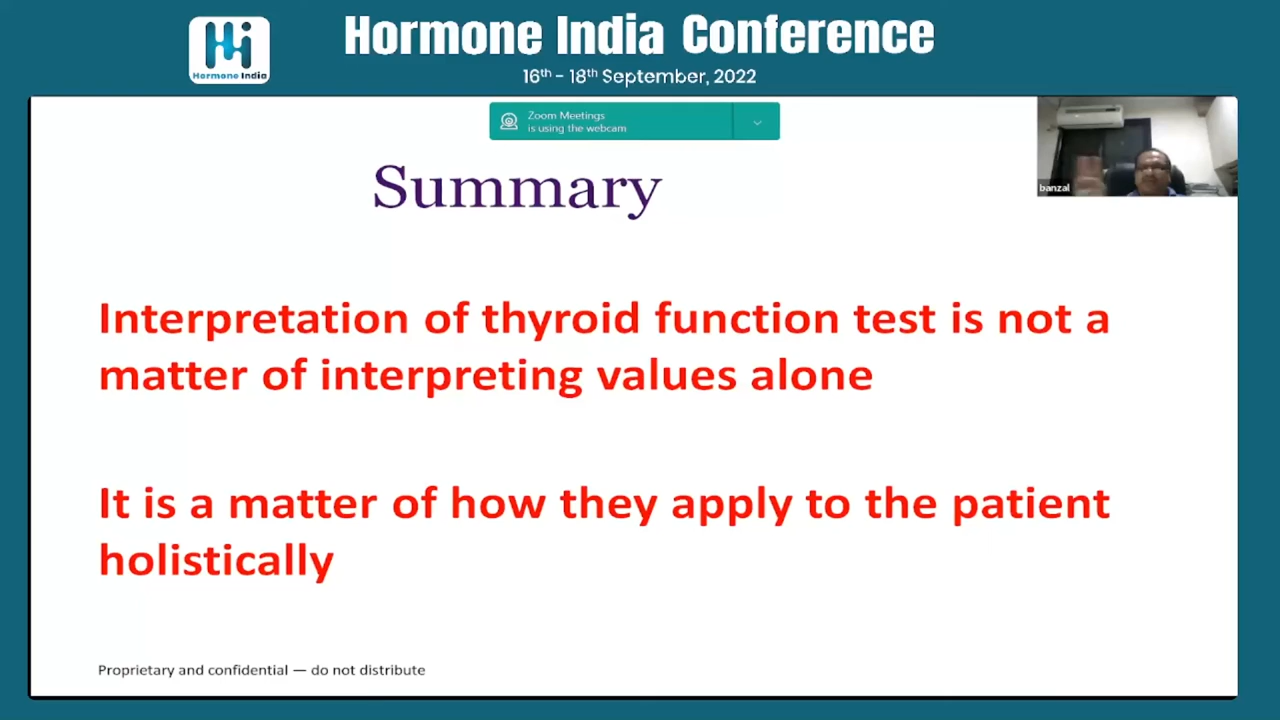 Hormone India Conference
16th - 18th September, 2022
Hormone India
Zoom Meetings
is using the webcam
banzal
Summary
Interpretation of thyroid function test is not a
matter of interpreting values alone
It is a matter of how they apply to the patient
holistically
Proprietary and confidential — do not distribute